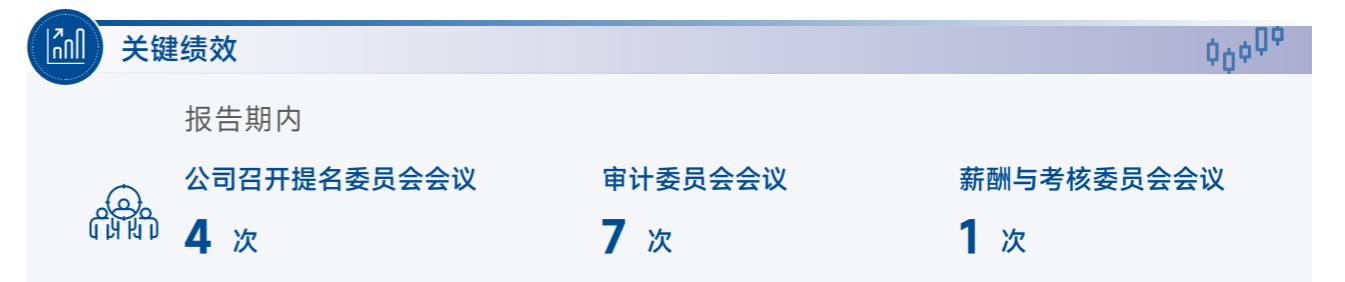 关键绩效
报告期内
公司召开提名委员会会议 审计委员会会议 薪酬与考核委员会会议
4 次 7 次 1 次